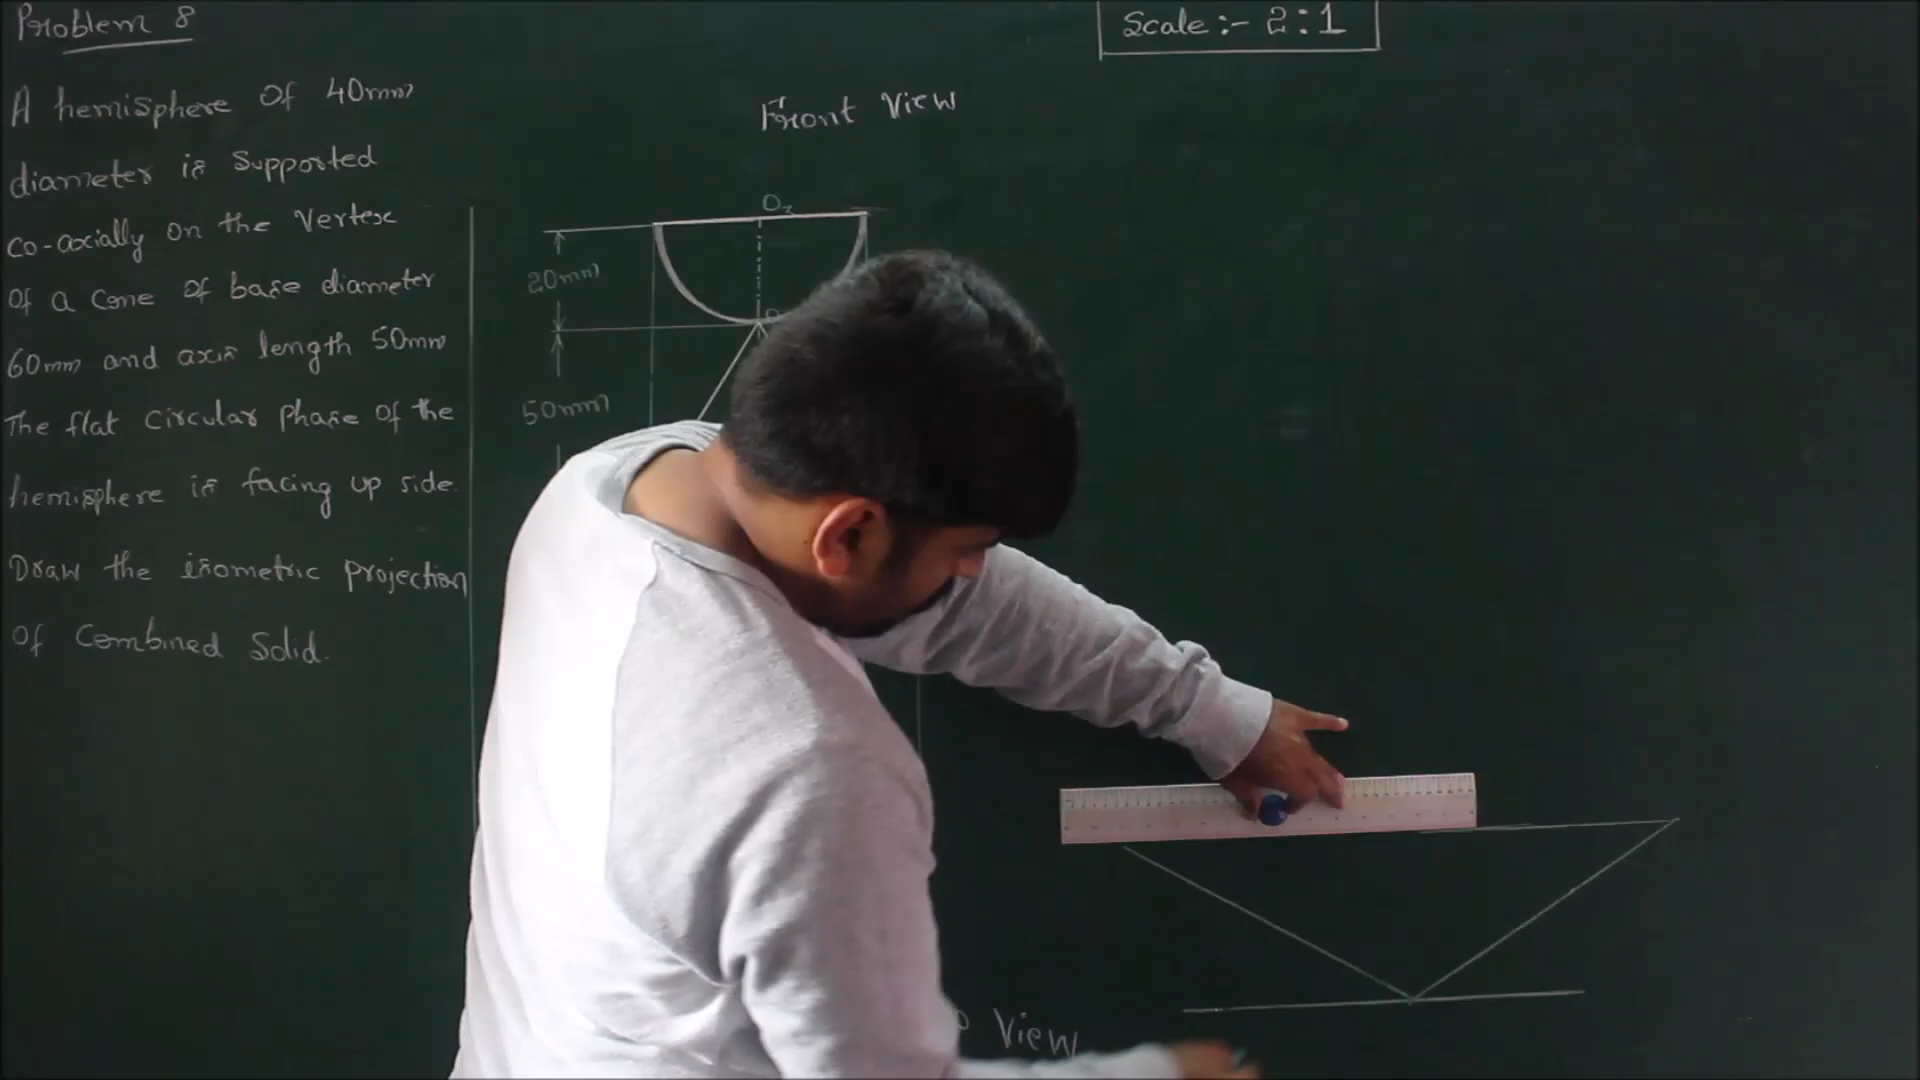 Problem 8
A hemisphere of 40mm
diameter is Supported
co-axially on the Vertex
Of a Cone of base diameter
60mm and axis length 50mm
The flat Circular Phase Of the
hemisphere is facing up side.
Draw the isometric projection
Of Combined Solid.
Scale:- 2:1
Front View
O2
20mm
50mm
View